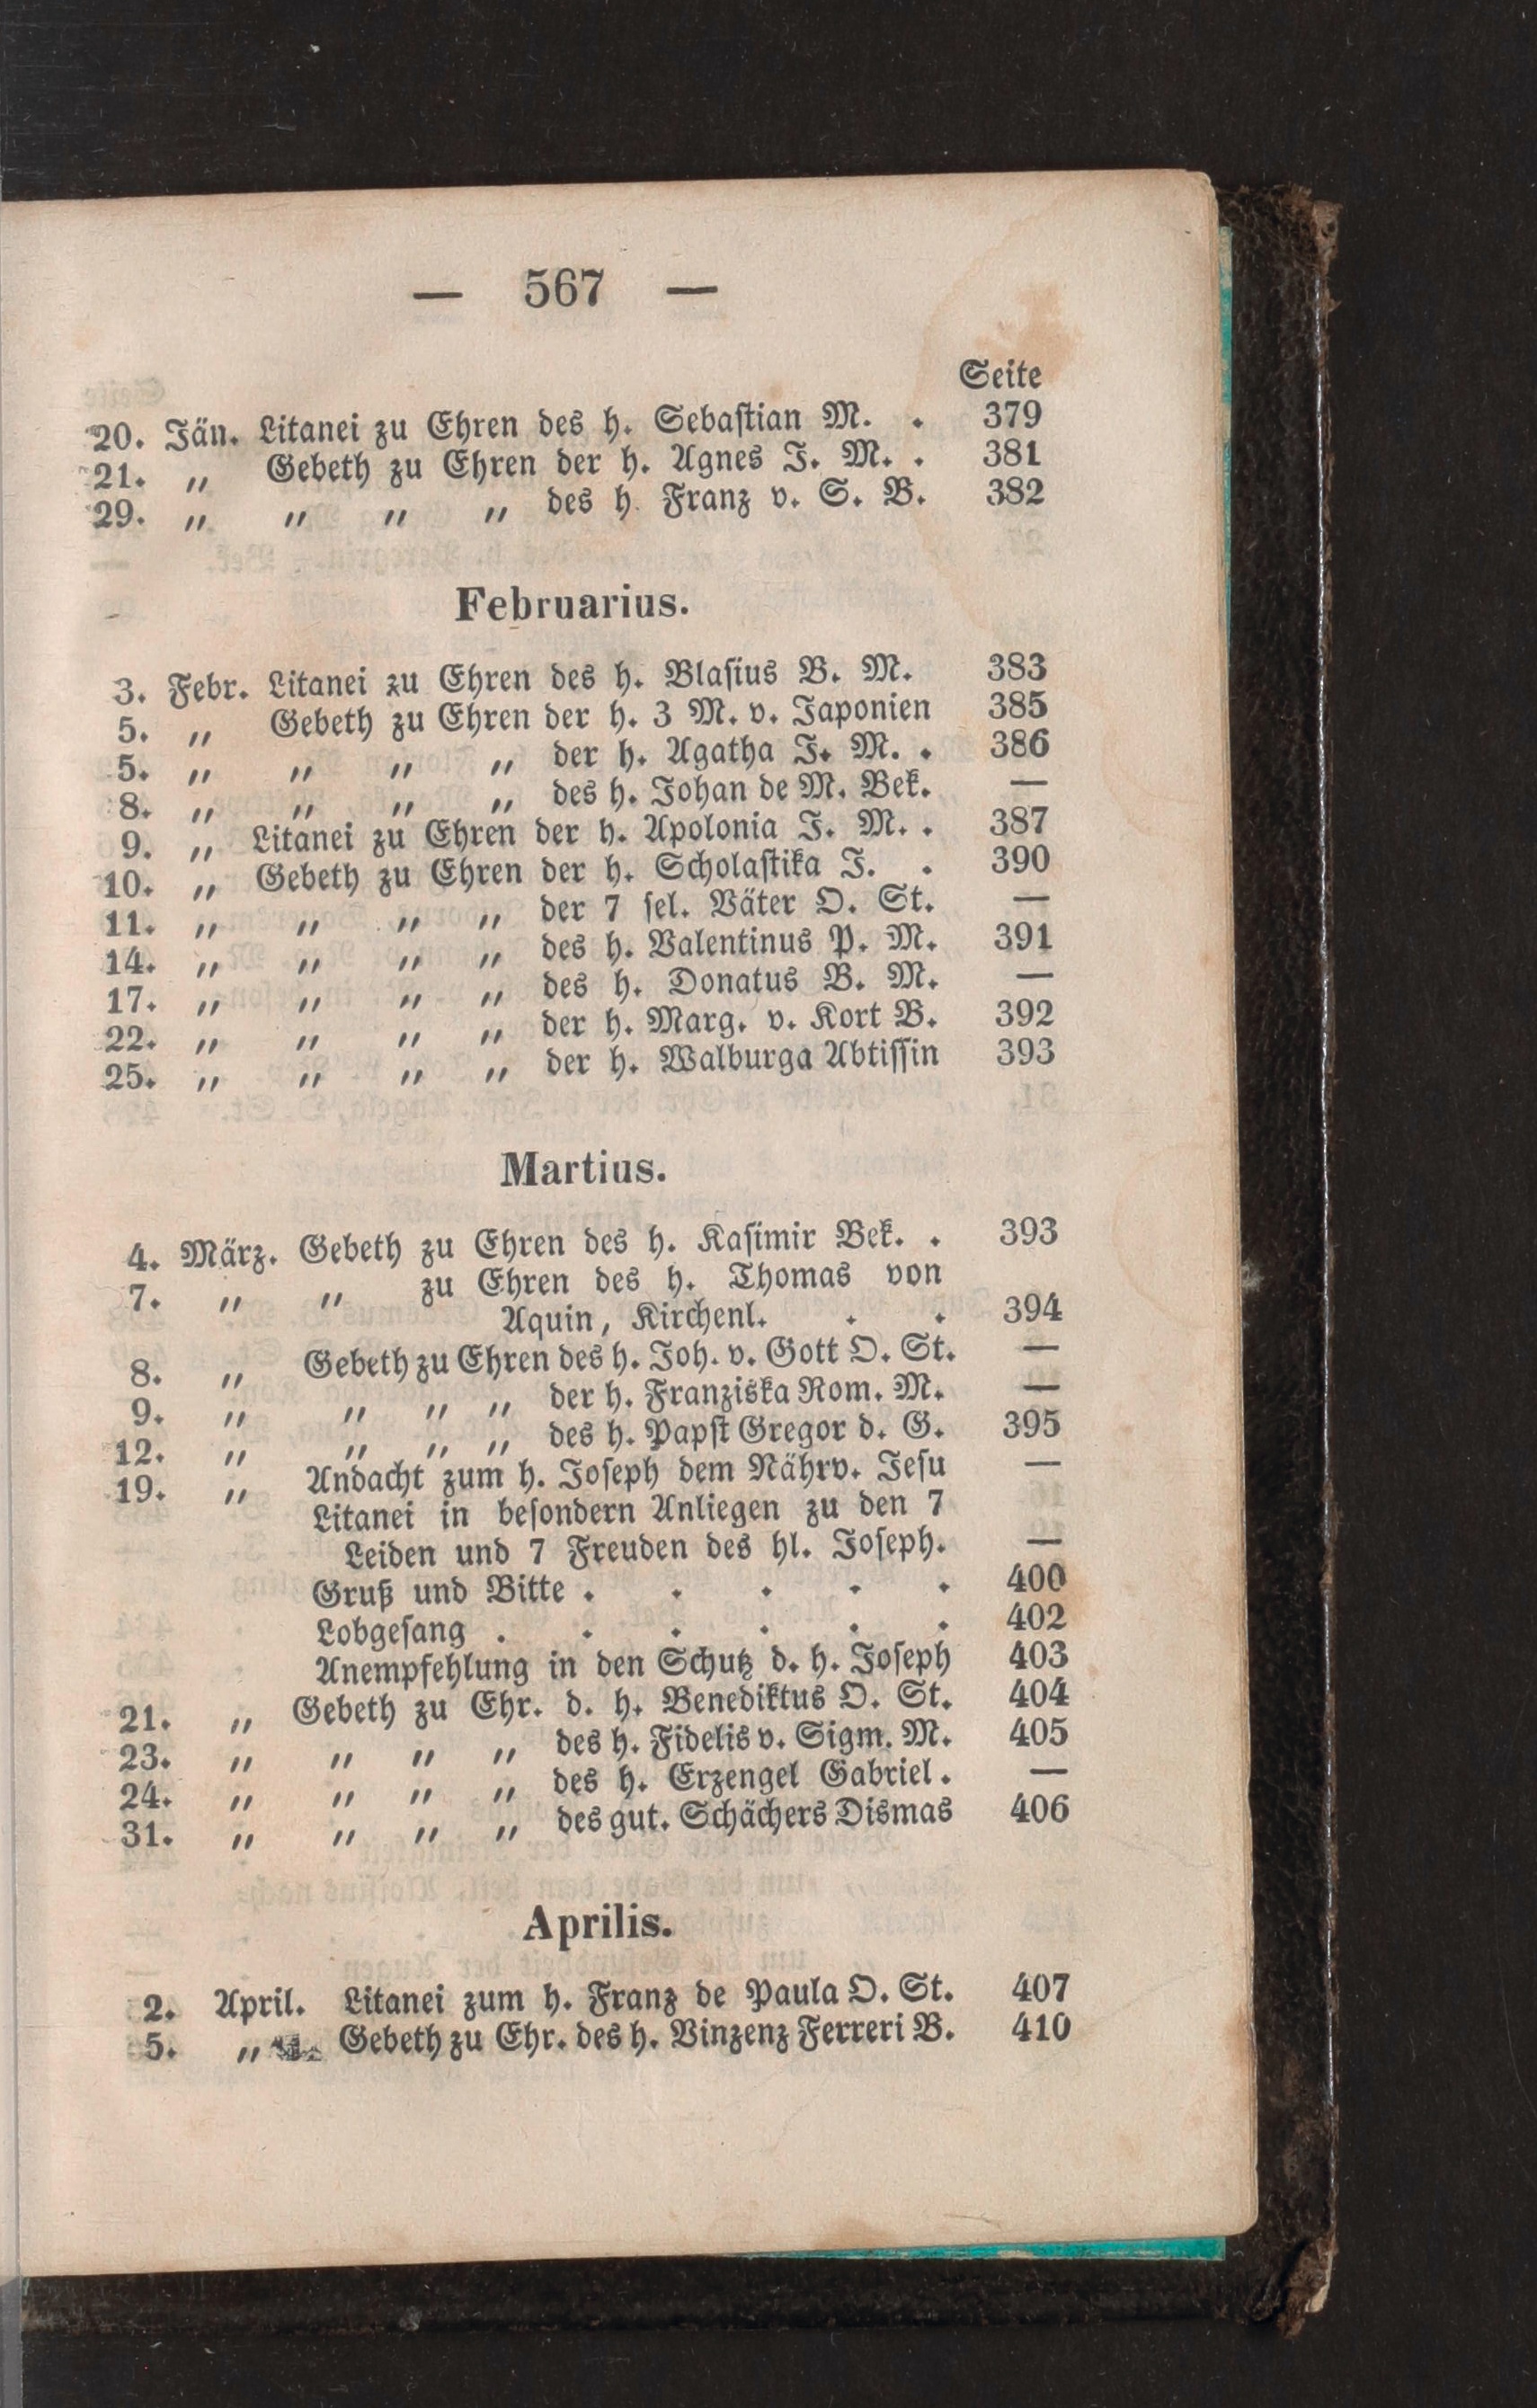 — 567 —
Seite
20. Jän. Litanei zu Ehren des h. Sebastian M. . 379
21. „ Gebeth zu Ehren der h. Agnes J. M. . 381
29. „ „ „ „ des h. Franz v. S. B. 382
Februarius.
3. Febr. Litanei zu Ehren des h. Blasius B. M. 383
5. „ Gebeth zu Ehren der h. 3 M. v. Japonien 385
5. „ „ „ „ der h. Agatha J. M. . 386
8. „ „ „ „ des h. Johan de M. Bek. —
9. „ Litanei zu Ehren der h. Apolonia J. M. . 387
10. „ Gebeth zu Ehren der h. Scholastika J. . 390
11. „ „ „ „ der 7 sel. Väter O. St. —
14. „ „ „ „ des h. Valentinus P. M. 391
17. „ „ „ „ des h. Donatus B. M. —
22. „ „ „ „ der h. Marg. v. Kort B. 392
25. „ „ „ „ der h. Walburga Abtissin 393
Martius.
4. März. Gebeth zu Ehren des h. Kasimir Bek. . 393
7. „ „ zu Ehren des h. Thomas von
Aquin, Kirchenl. . . 394
8. „ Gebeth zu Ehren des h. Joh. v. Gott O. St. —
9. „ „ „ „ der h. Franziska Rom. M. —
12. „ „ „ „ des h. Papst Gregor d. G. 395
19. „ Andacht zum h. Joseph dem Nährv. Jesu —
Litanei in besondern Anliegen zu den 7
Leiden und 7 Freuden des hl. Joseph. —
Gruß und Bitte . . . . . 400
Lobgesang . . . . . . 402
Anempfehlung in den Schutz d. h. Joseph 403
21. „ Gebeth zu Ehr. d. h. Benediktus O. St. 404
23. „ „ „ „ des h. Fidelis v. Sigm. M. 405
24. „ „ „ „ des h. Erzengel Gabriel. —
31. „ „ „ „ des gut. Schächers Dismas 406
Aprilis.
2. April. Litanei zum h. Franz de Paula O. St. 407
5. „ Gebeth zu Ehr. des h. Vinzenz Ferreri B. 410